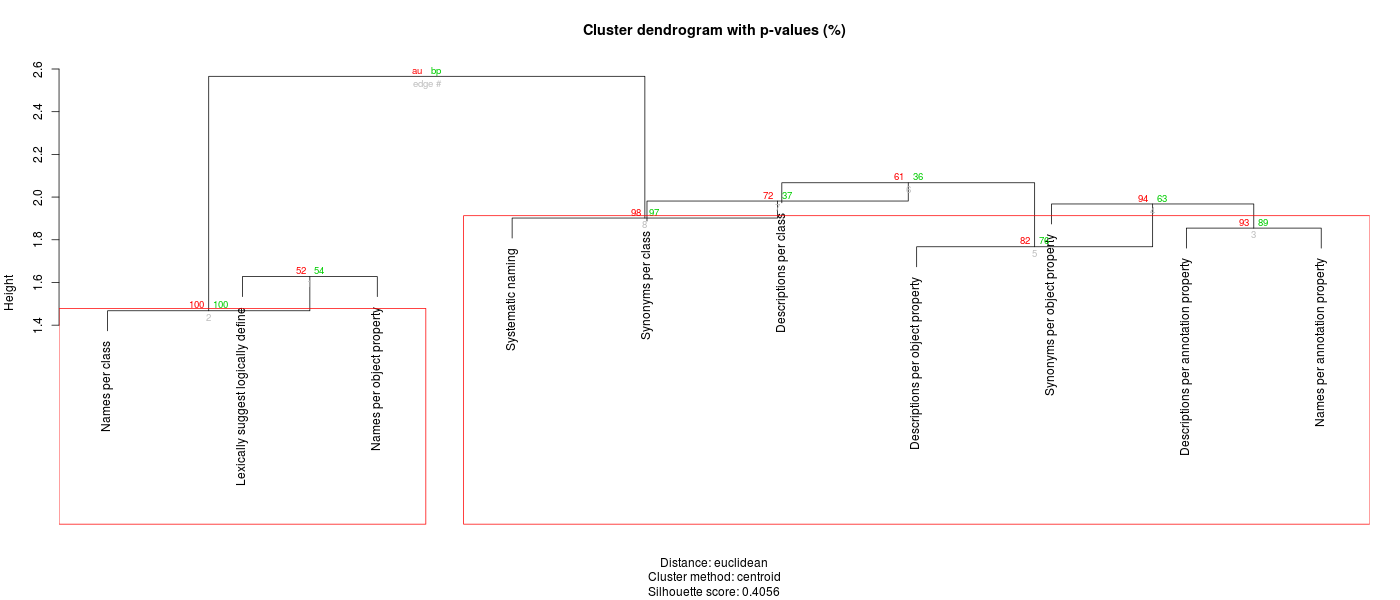 Cluster dendrogram with p-values (%)
2.6
2.4
2.2
2.0
1.8
1.6
1.4
Height
au bp
edge #
61 36
72 37
98 97
8
94 63
93 89
3
82
5
52 54
100 100
2
Names per class
Lexically suggest logically define
Names per object property
Systematic naming
Synonyms per class
Descriptions per class
Descriptions per object property
Synonyms per object property
Descriptions per annotation property
Names per annotation property
Distance: euclidean
Cluster method: centroid
Silhouette score: 0.4056